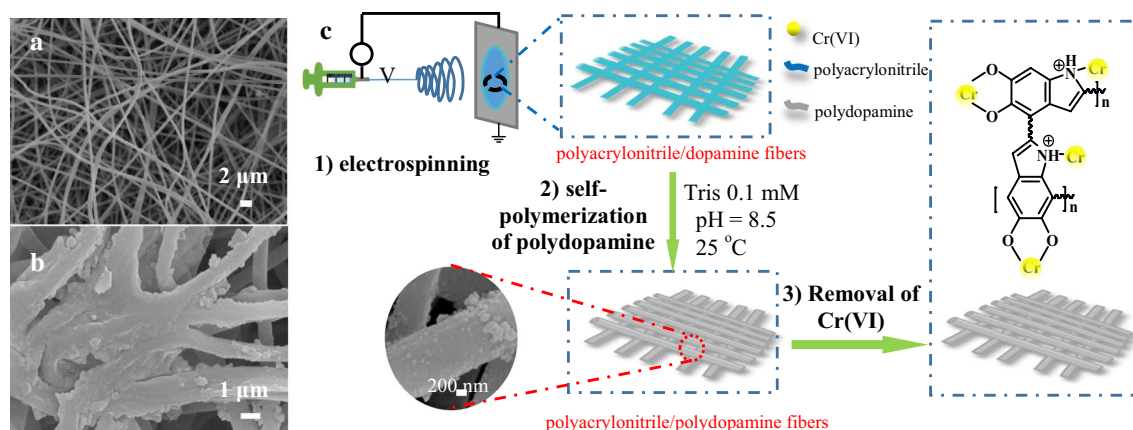 a
2 µm
b
1 µm
c
V
1) electrospinning
polyacrylonitrile/dopamine fibers
Cr(VI)
polyacrylonitrile
polydopamine
2) self-
polymerization
of polydopamine
Tris 0.1 mM
pH = 8.5
25 °C
200 nm
polyacrylonitrile/polydopamine fibers
3) Removal of
Cr(VI)
⊕
NH
Cr
O
Cr
O
]n
⊕
NH
Cr
[
]n
O
O
Cr